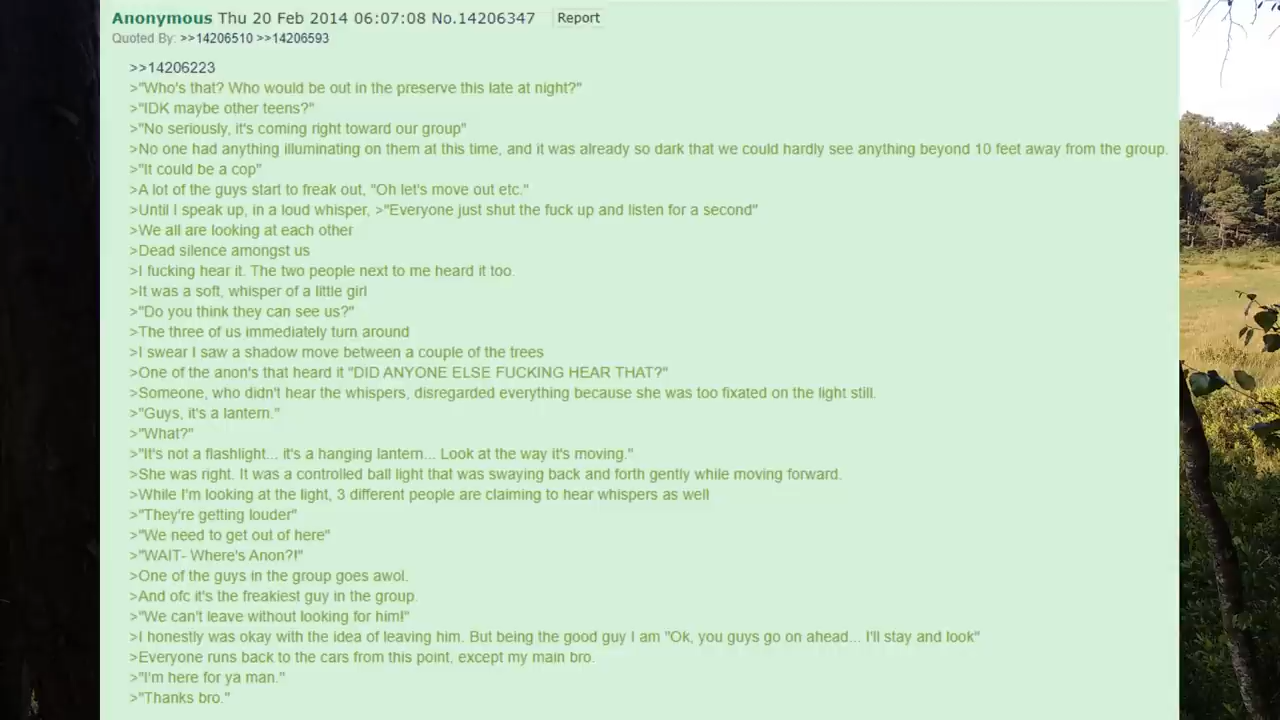 Anonymous Thu 20 Feb 2014 06:07:08 No.14206347 Report
Quoted By: >>14206510 >>14206593
>>14206223
>"Who's that? Who would be out in the preserve this late at night?"
>"IDK maybe other teens?"
>"No seriously, it's coming right toward our group"
>No one had anything illuminating on them at this time, and it was already so dark that we could hardly see anything beyond 10 feet away from the group.
>"It could be a cop"
>A lot of the guys start to freak out, "Oh let's move out etc."
>Until I speak up, in a loud whisper, >"Everyone just shut the fuck up and listen for a second"
>We all are looking at each other
>Dead silence amongst us
>I fucking hear it. The two people next to me heard it too.
>It was a soft, whisper of a little girl
>"Do you think they can see us?"
>The three of us immediately turn around
>I swear I saw a shadow move between a couple of the trees
>One of the anon's that heard it "DID ANYONE ELSE FUCKING HEAR THAT?"
>Someone, who didn't hear the whispers, disregarded everything because she was too fixated on the light still.
>"Guys, it's a lantern."
>"What?"
>"It's not a flashlight... it's a hanging lantern... Look at the way it's moving."
>She was right. It was a controlled ball light that was swaying back and forth gently while moving forward.
>While I'm looking at the light, 3 different people are claiming to hear whispers as well
>"They're getting louder"
>"We need to get out of here"
>"WAIT- Where's Anon?!"
>One of the guys in the group goes awol.
>And ofc it's the freakiest guy in the group.
>"We can't leave without looking for him!"
>I honestly was okay with the idea of leaving him. But being the good guy I am "Ok, you guys go on ahead... I'll stay and look"
>Everyone runs back to the cars from this point, except my main bro.
>"I'm here for ya man."
>"Thanks bro."